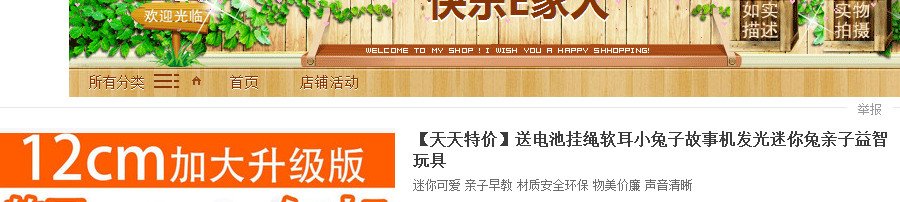 欢迎光临
快乐E家人
如实
描述
实物
拍摄
WELCOME TO MY SHOP ! I WISH YOU A HAPPY SHHOPPING!
所有分类
首页
店铺活动
举报
12cm加大升级版
【天天特价】送电池挂绳软耳小兔子故事机发光迷你兔亲子益智
玩具
迷你可爱 亲子早教 材质安全环保 物美价廉 声音清晰